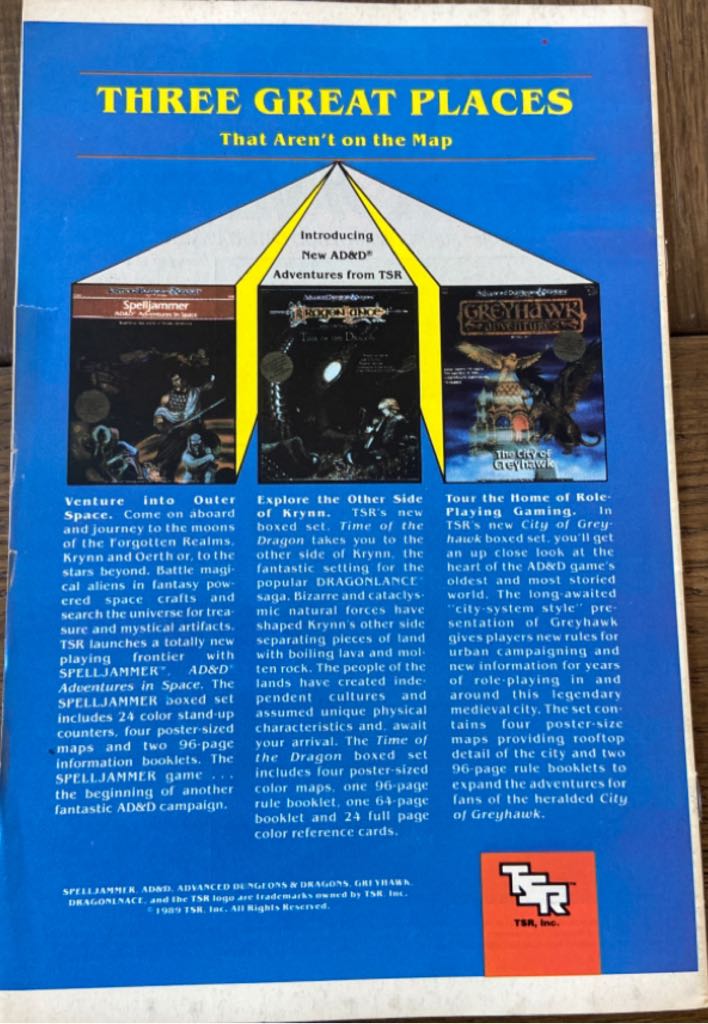 THREE GREAT PLACES
That Aren't on the Map
Introducing
New AD&D®
Adventures from TSR
Advanced Dungeons & Dragons
Spelljammer
AD&D® Adventures in Space
Advanced Dungeons & Dragons
DRAGONLANCE
Time of the Dragon
Advanced Dungeons & Dragons
GREYHAWK
ADVENTURES
The City of
Greyhawk
Venture into Outer
Space. Come on aboard
and journey to the moons
of the Forgotten Realms,
Krynn and Oerth or, to the
stars beyond. Battle magi-
cal aliens in fantasy pow-
ered space crafts and
search the universe for trea-
sure and mystical artifacts.
TSR launches a totally new
playing frontier with
SPELLJAMMER™, AD&D®
Adventures in Space. The
SPELLJAMMER boxed set
includes 24 color stand-up
counters, four poster-sized
maps and two 96-page
information booklets. The
SPELLJAMMER game . . .
the beginning of another
fantastic AD&D campaign.
Explore the Other Side
of Krynn. TSR's new
boxed set, Time of the
Dragon takes you to the
other side of Krynn, the
fantastic setting for the
popular DRAGONLANCE®
saga. Bizarre and cataclys-
mic natural forces have
shaped Krynn's other side
separating pieces of land
with boiling lava and mol-
ten rock. The people of the
lands have created inde-
pendent cultures and
assumed unique physical
characteristics and, await
your arrival. The Time of
the Dragon boxed set
includes four poster-sized
color maps, one 96-page
rule booklet, one 64-page
booklet and 24 full page
color reference cards.
Tour the Home of Role-
Playing Gaming. In
TSR's new City of Grey-
hawk boxed set, you'll get
an up close look at the
heart of the AD&D game's
oldest and most storied
world. The long-awaited
"city-system style" pre-
sentation of Greyhawk
gives players new rules for
urban campaigning and
new information for years
of role-playing in and
around this legendary
medieval city. The set con-
tains four poster-size
maps providing rooftop
detail of the city and two
96-page rule booklets to
expand the adventures for
fans of the heralded City
of Greyhawk.
SPELLJAMMER, AD&D, ADVANCED DUNGEONS & DRAGONS, GREYHAWK,
DRAGONLNACE, and the TSR logo are trademarks owned by TSR, Inc.
©1989 TSR, Inc. All Rights Reserved.
TSR™
TSR, Inc.